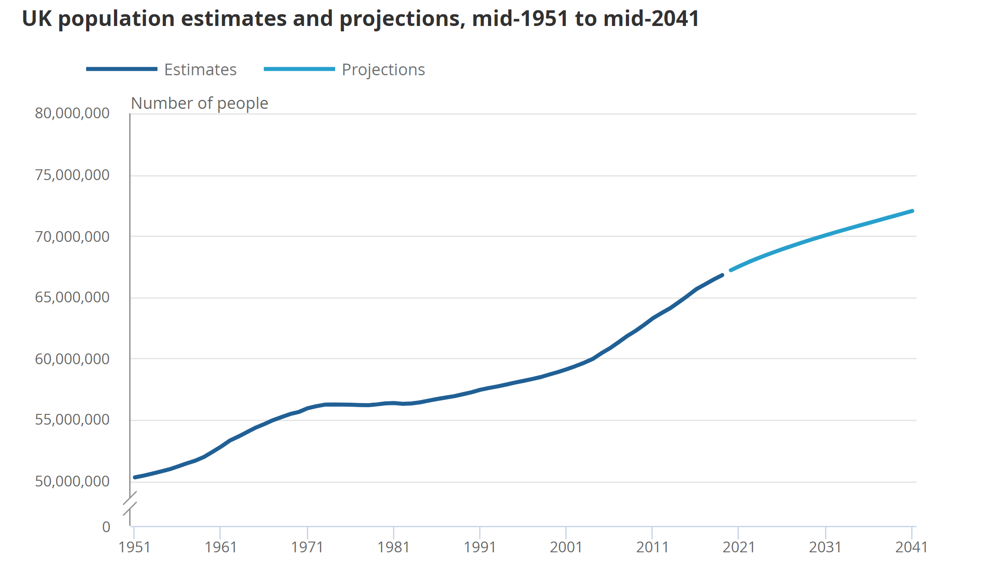 UK population estimates and projections, mid-1951 to mid-2041
Estimates Projections
Number of people
80,000,000
75,000,000
70,000,000
65,000,000
60,000,000
55,000,000
50,000,000
0
1951 1961 1971 1981 1991 2001 2011 2021 2031 2041